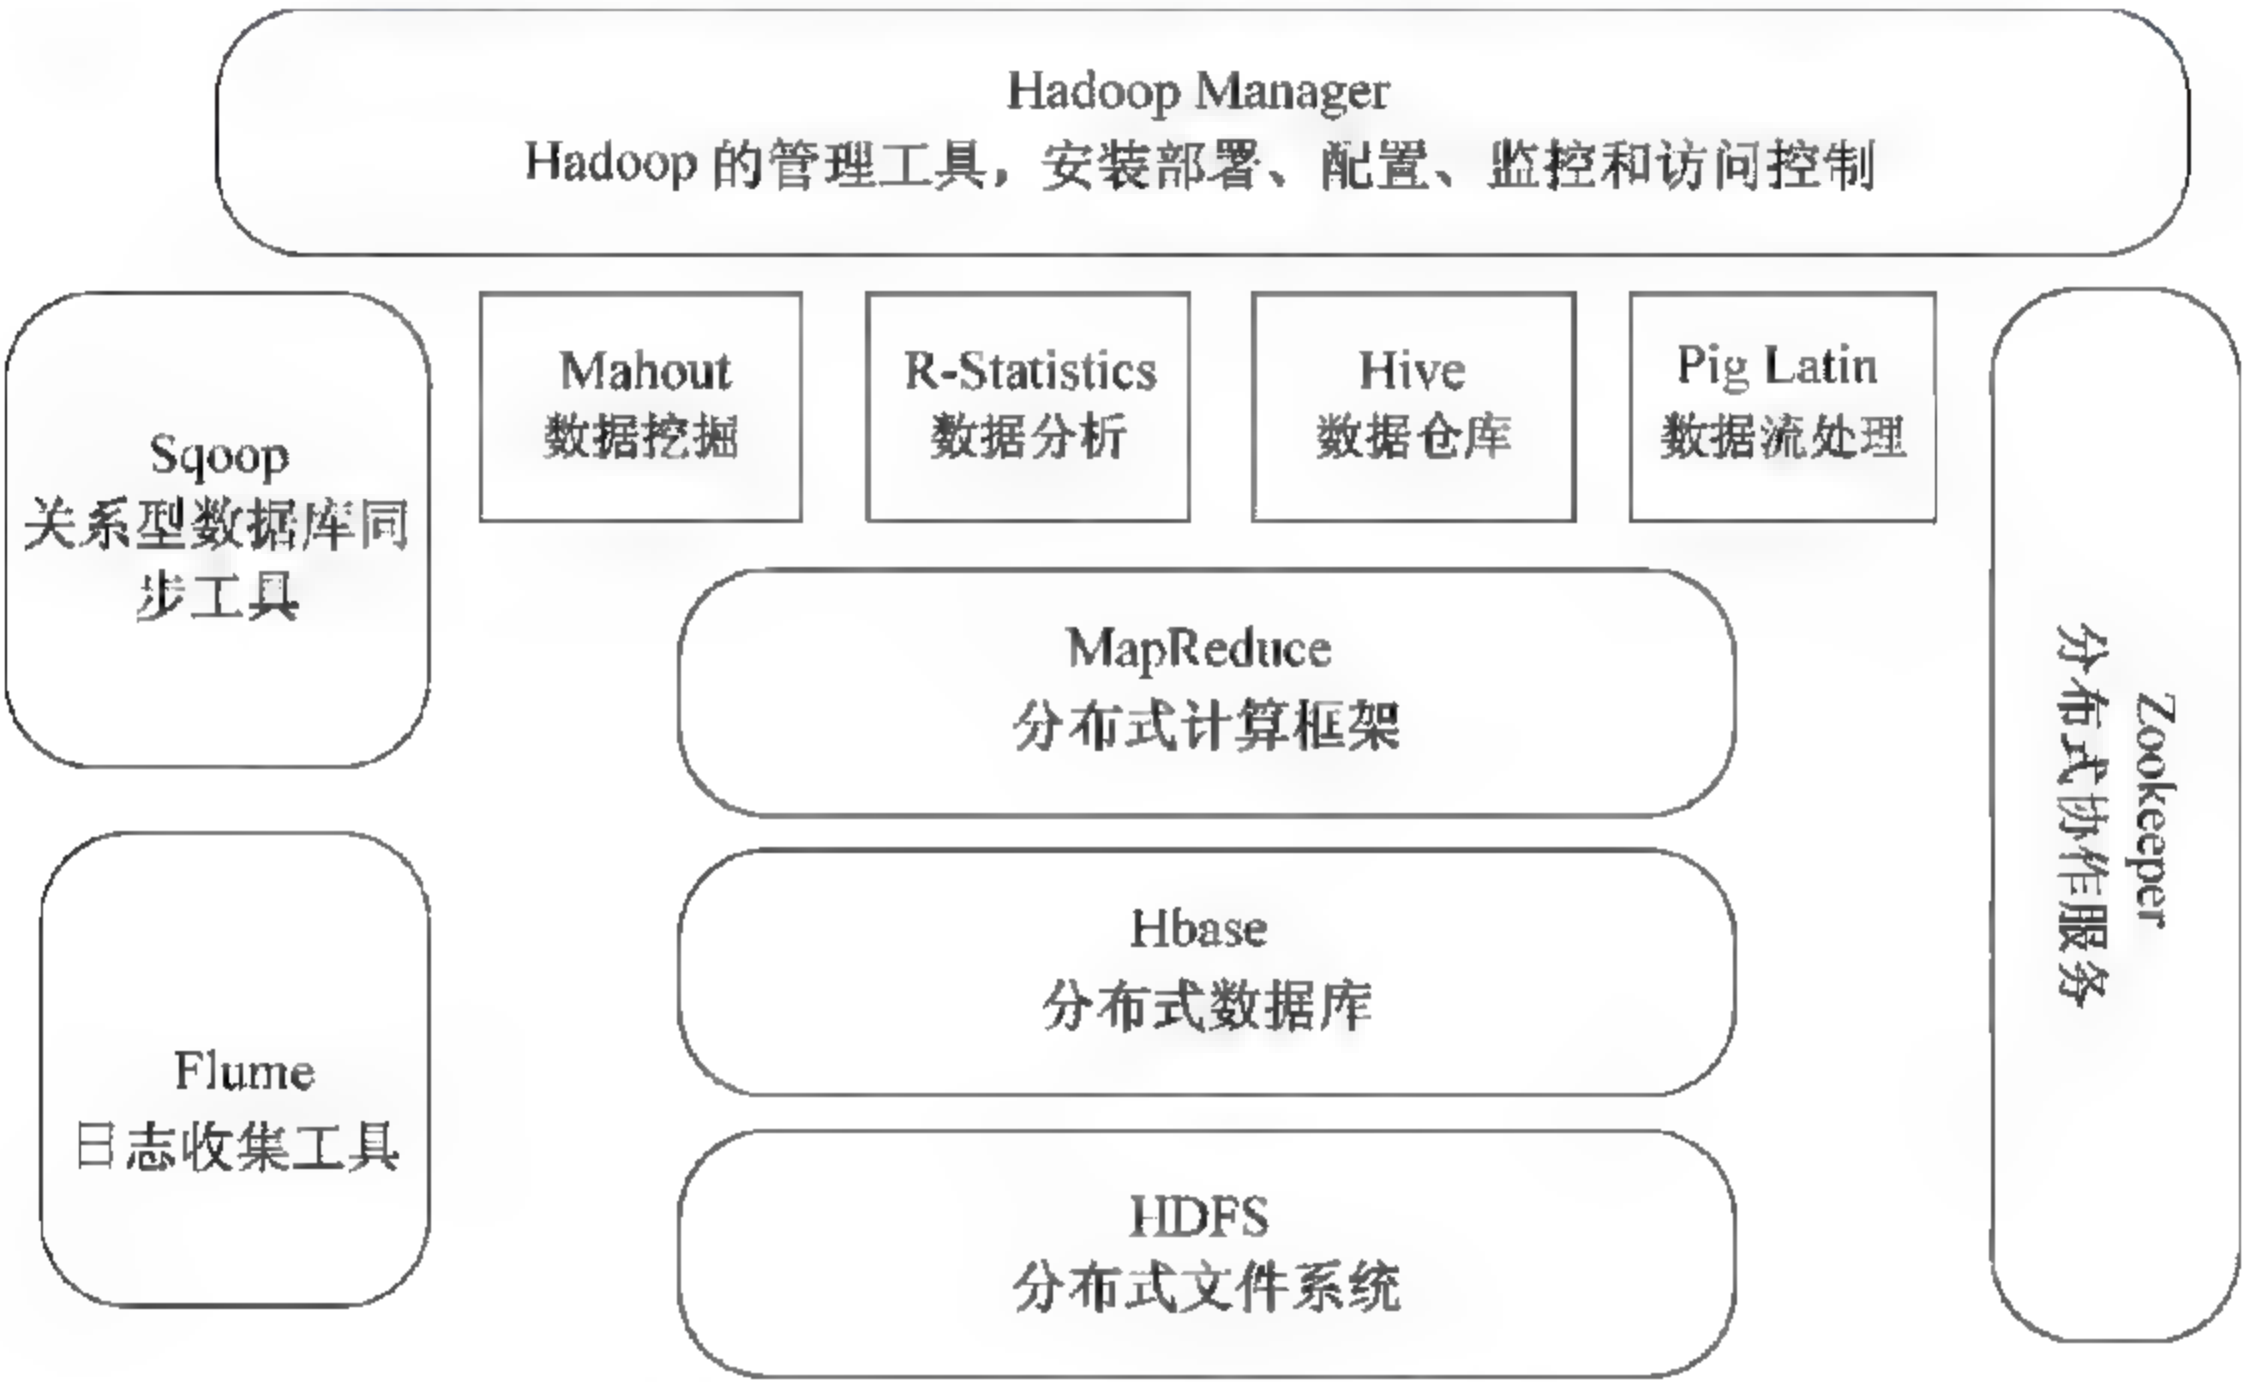 Hadoop Manager
Hadoop 的管理工具，安装部署、配置、监控和访问控制
Sqoop
关系型数据库同
步工具
Mahout
数据挖掘
R-Statistics
数据分析
Hive
数据仓库
Pig Latin
数据流处理
MapReduce
分布式计算框架
Hbase
分布式数据库
HDFS
分布式文件系统
Flume
日志收集工具
Zookeeper
分布式协作服务